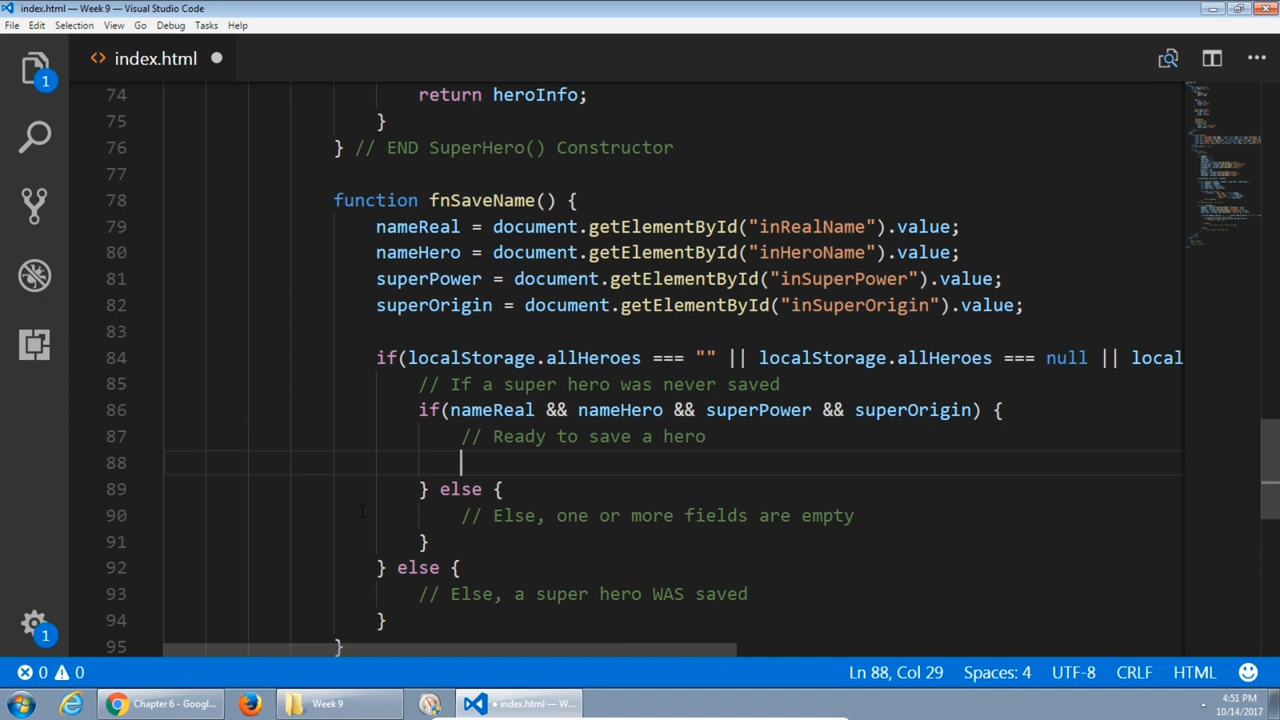 index.html — Week 9 — Visual Studio Code
File Edit Selection View Go Debug Tasks Help
1 <> index.html
74 return heroInfo;
75 }
76 } // END SuperHero() Constructor
77
78 function fnSaveName() {
79 nameReal = document.getElementById("inRealName").value;
80 nameHero = document.getElementById("inHeroName").value;
81 superPower = document.getElementById("inSuperPower").value;
82 superOrigin = document.getElementById("inSuperOrigin").value;
83
84 if(localStorage.allHeroes === "" || localStorage.allHeroes === null || local
85 // If a super hero was never saved
86 if(nameReal && nameHero && superPower && superOrigin) {
87 // Ready to save a hero
88
89 } else {
90 // Else, one or more fields are empty
91 }
92 } else {
93 // Else, a super hero WAS saved
94 }
95 }
1
0 0 Ln 88, Col 29 Spaces: 4 UTF-8 CRLF HTML
Chapter 6 - Googl... Week 9 • index.html — W... 4:51 PM
10/14/2017